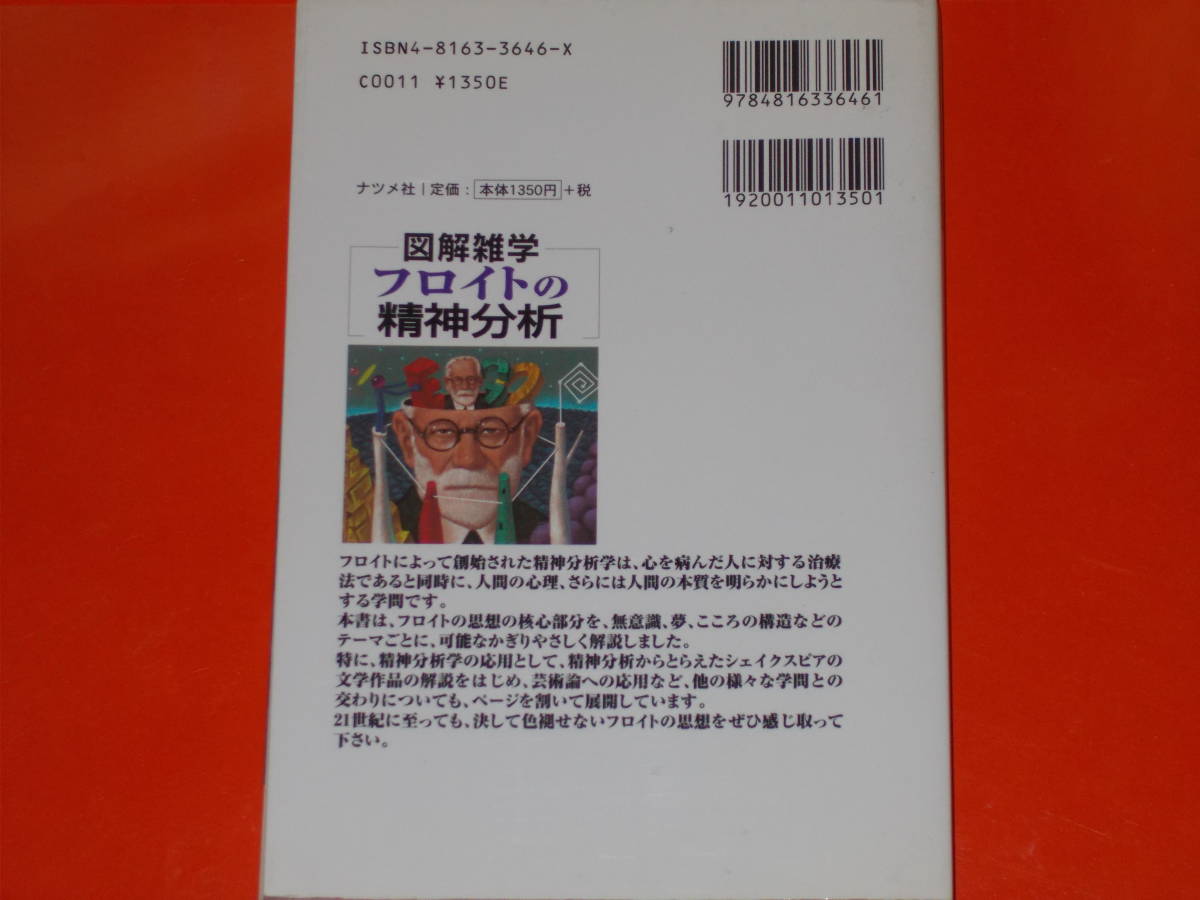 ISBN4-8163-3646-X
C0011 ¥1350E
9784816336461
1920011013501
ナツメ社｜定価：本体1350円＋税
図解雑学
フロイトの
精神分析
EGO
フロイトによって創始された精神分析学は、心を病んだ人に対する治療
法であると同時に、人間の心理、さらには人間の本質を明らかにしようと
する学問です。
本書は、フロイトの思想の核心部分を、無意識、夢、こころの構造などの
テーマごとに、可能なかぎりやさしく解説しました。
特に、精神分析学の応用として、精神分析からとらえたシェイクスピアの
文学作品の解説をはじめ、芸術論への応用など、他の様々な学問との
交わりについても、ページを割いて展開しています。
21世紀に至っても、決して色褪せないフロイトの思想をぜひ感じ取って
下さい。